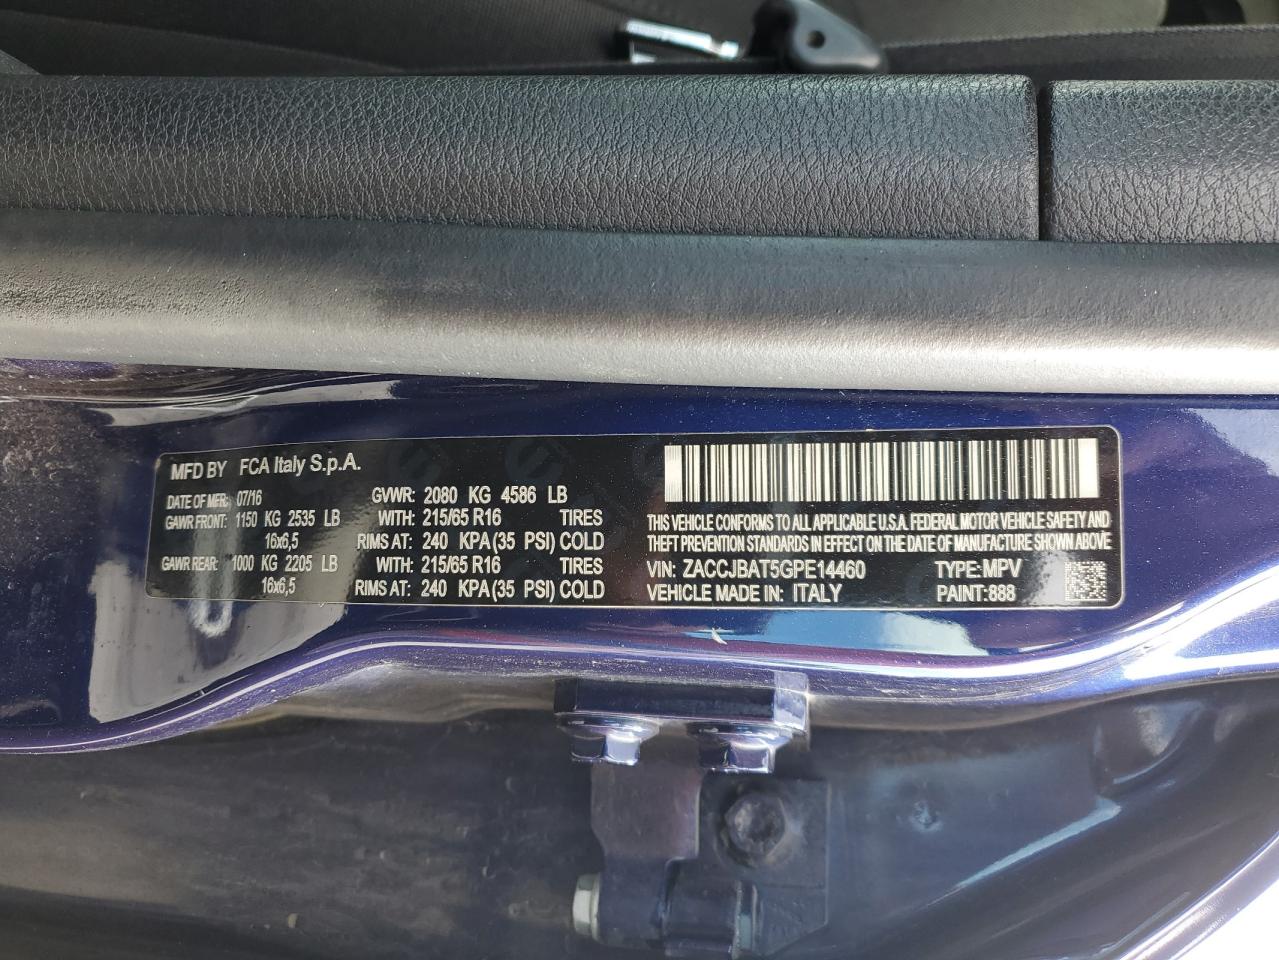 MFD BY FCA Italy S.p.A.
DATE OF MFR: 07/16 GVWR: 2080 KG 4586 LB
GAWR FRONT: 1150 KG 2535 LB WITH: 215/65 R16 TIRES
16x6,5 RIMS AT: 240 KPA(35 PSI) COLD
GAWR REAR: 1000 KG 2205 LB WITH: 215/65 R16 TIRES
16x6,5 RIMS AT: 240 KPA(35 PSI) COLD
THIS VEHICLE CONFORMS TO ALL APPLICABLE U.S.A. FEDERAL MOTOR VEHICLE SAFETY AND
THEFT PREVENTION STANDARDS IN EFFECT ON THE DATE OF MANUFACTURE SHOWN ABOVE
VIN: ZACCJBAT5GPE14460 TYPE: MPV
VEHICLE MADE IN: ITALY PAINT:888